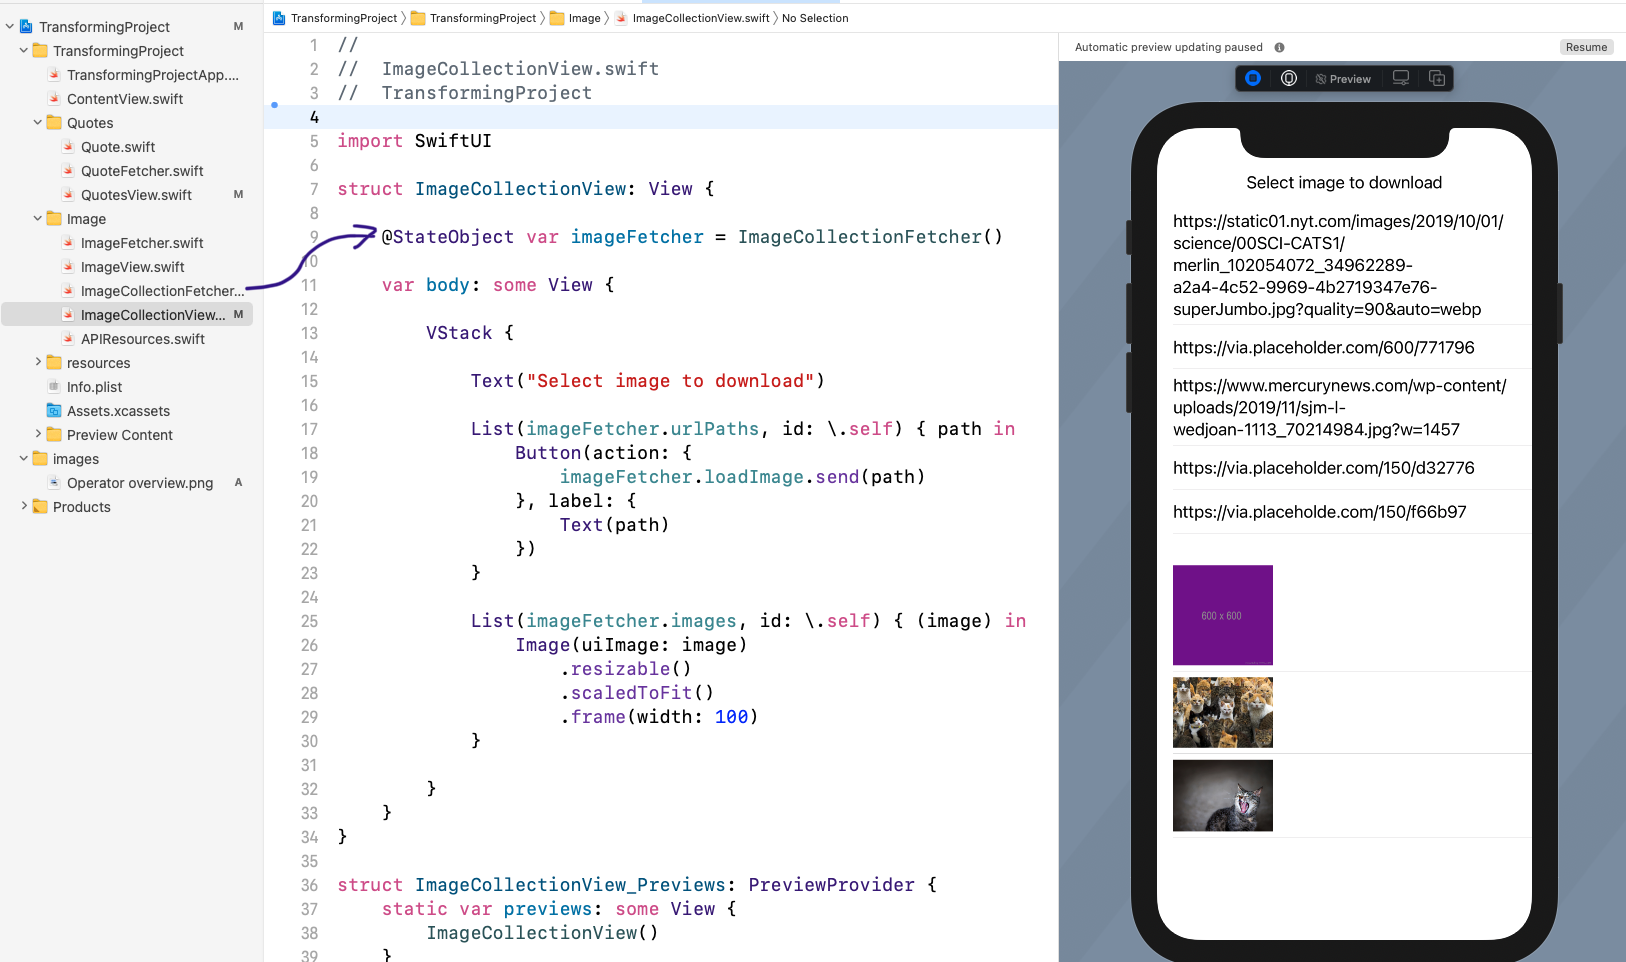 TransformingProject M
TransformingProject
TransformingProjectApp....
ContentView.swift
Quotes
Quote.swift
QuoteFetcher.swift
QuotesView.swift M
Image
ImageFetcher.swift
ImageView.swift
ImageCollectionFetcher...
ImageCollectionView... M
APIResources.swift
resources
Info.plist
Assets.xcassets
Preview Content
images
Operator overview.png A
Products
TransformingProject TransformingProject Image ImageCollectionView.swift No Selection
1 //
2 // ImageCollectionView.swift
3 // TransformingProject
4
5 import SwiftUI
6
7 struct ImageCollectionView: View {
8
9 @StateObject var imageFetcher = ImageCollectionFetcher()
10
11 var body: some View {
12
13 VStack {
14
15 Text("Select image to download")
16
17 List(imageFetcher.urlPaths, id: \.self) { path in
18 Button(action: {
19 imageFetcher.loadImage.send(path)
20 }, label: {
21 Text(path)
22 })
23 }
24
25 List(imageFetcher.images, id: \.self) { (image) in
26 Image(uiImage: image)
27 .resizable()
28 .scaledToFit()
29 .frame(width: 100)
30 }
31
32 }
33 }
34 }
35
36 struct ImageCollectionView_Previews: PreviewProvider {
37 static var previews: some View {
38 ImageCollectionView()
39 }
Automatic preview updating paused Resume
Preview
Select image to download
https://static01.nyt.com/images/2019/10/01/
science/00SCI-CATS1/
merlin_102054072_34962289-
a2a4-4c52-9969-4b2719347e76-
superJumbo.jpg?quality=90&auto=webp
https://via.placeholder.com/600/771796
https://www.mercurynews.com/wp-content/
uploads/2019/11/sjm-l-
wedjoan-1113_70214984.jpg?w=1457
https://via.placeholder.com/150/d32776
https://via.placeholde.com/150/f66b97
600 x 600